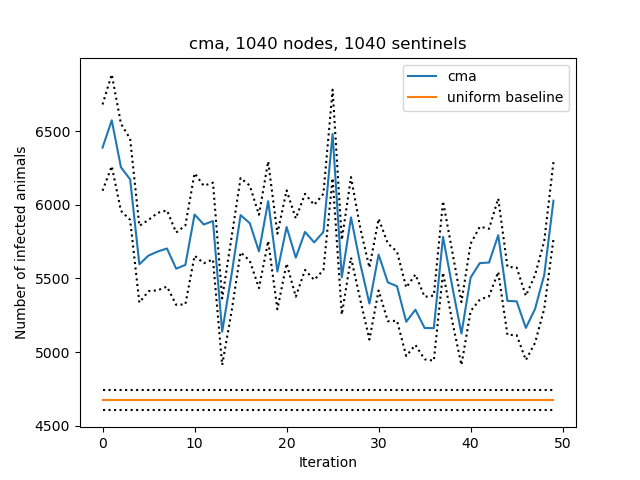 cma, 1040 nodes, 1040 sentinels
cma
uniform baseline
Number of infected animals
6500
6000
5500
5000
4500
0 10 20 30 40 50
Iteration